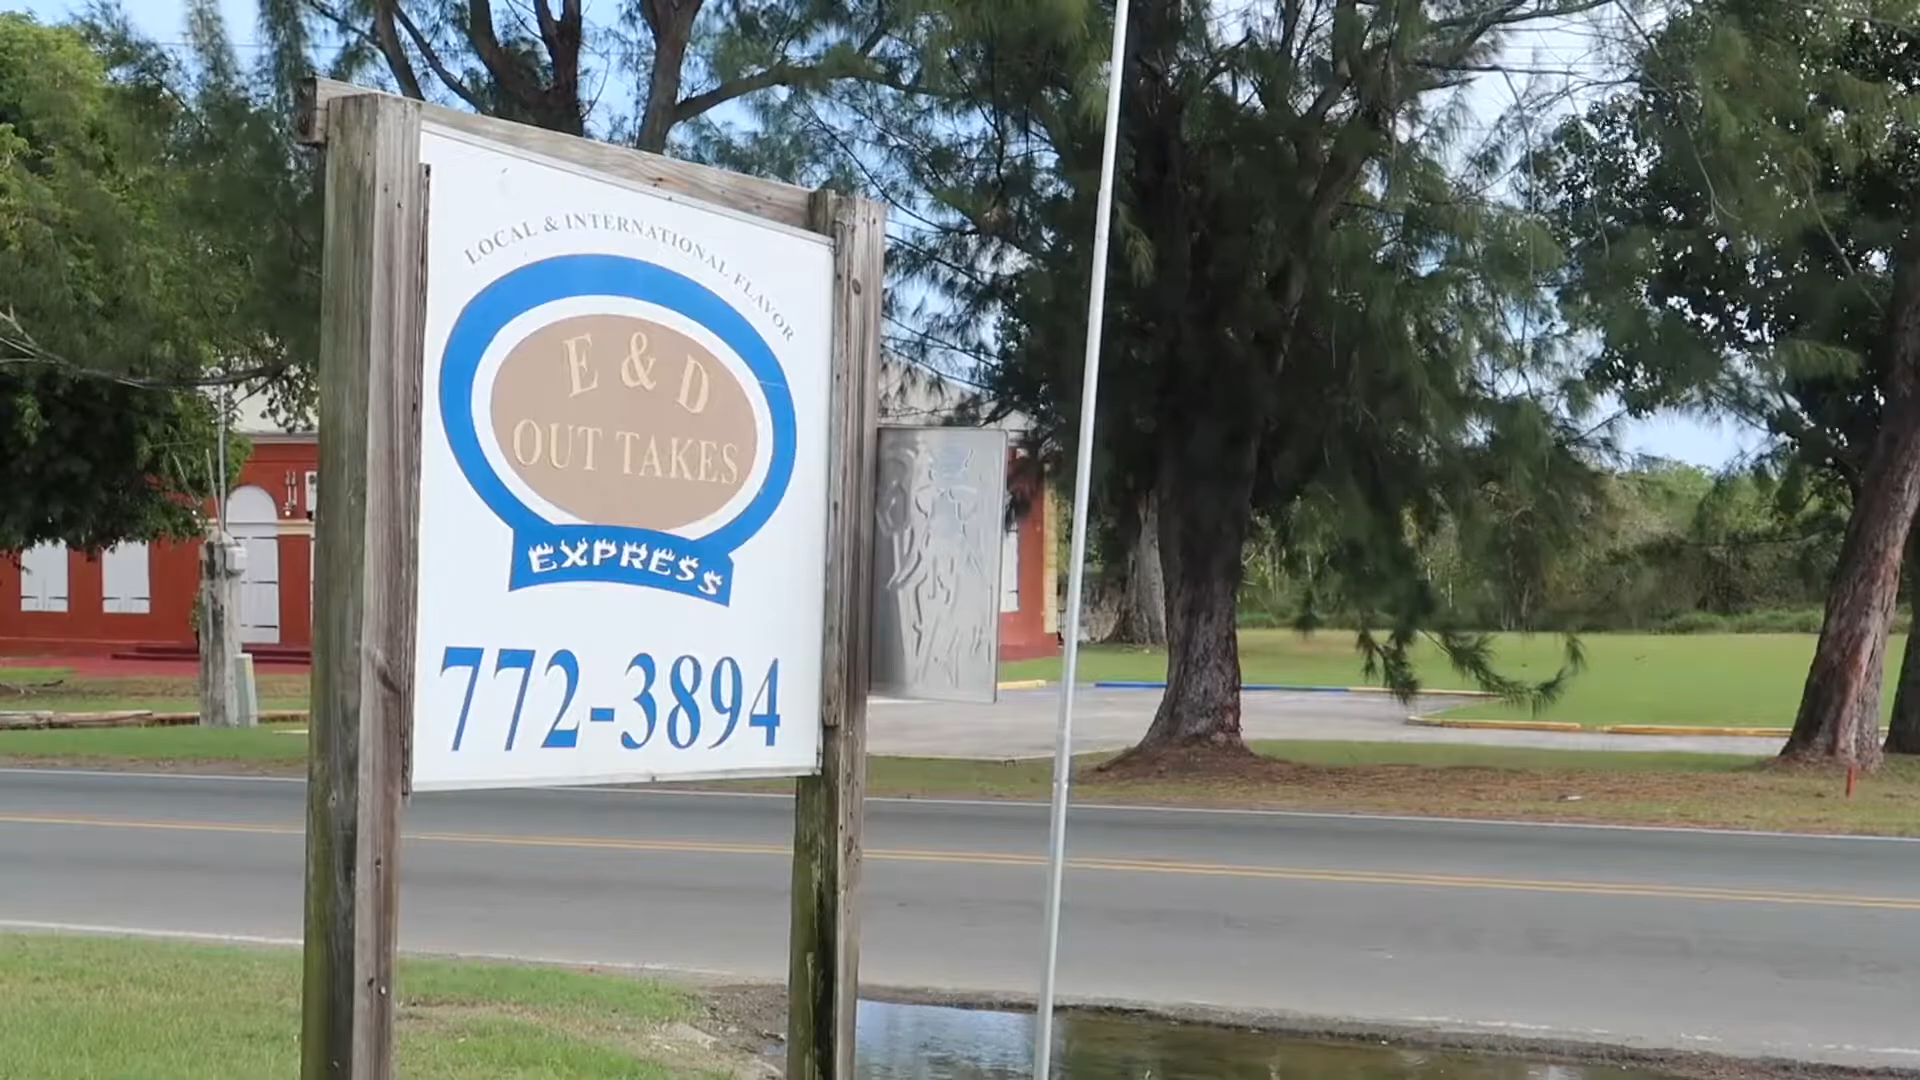 LOCAL & INTERNATIONAL FLAVOR
E & D
OUT TAKES
EXPRESS
772-3894